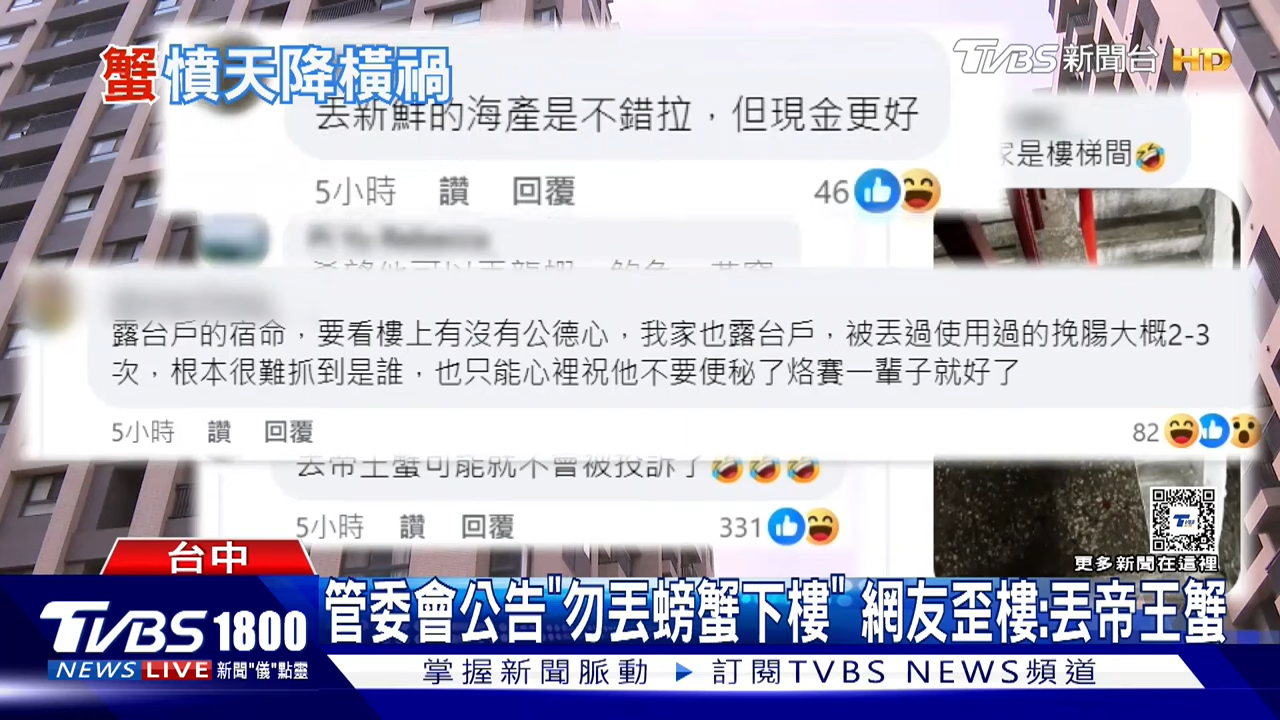 蟹憤天降橫禍
TVBS新聞台 HD
丟新鮮的海產是不錯拉，但現金更好
家是樓梯間🤣
5小時 讚 回覆 46
露台戶的宿命，要看樓上有沒有公德心，我家也露台戶，被丟過使用過的挽腸大概2-3
次，根本很難抓到是誰，也只能心裡祝他不要便秘了烙賽一輩子就好了
5小時 讚 回覆 82
丟帝王蟹可能就不會被投訴了🤣🤣🤣
5小時 讚 回覆 331
TVBS
更多新聞在這裡
台中
管委會公告"勿丟螃蟹下樓" 網友歪樓:丟帝王蟹
TVBS 1800
NEWS LIVE 新聞"儀"點靈
掌握新聞脈動 ▶ 訂閱TVBS NEWS頻道